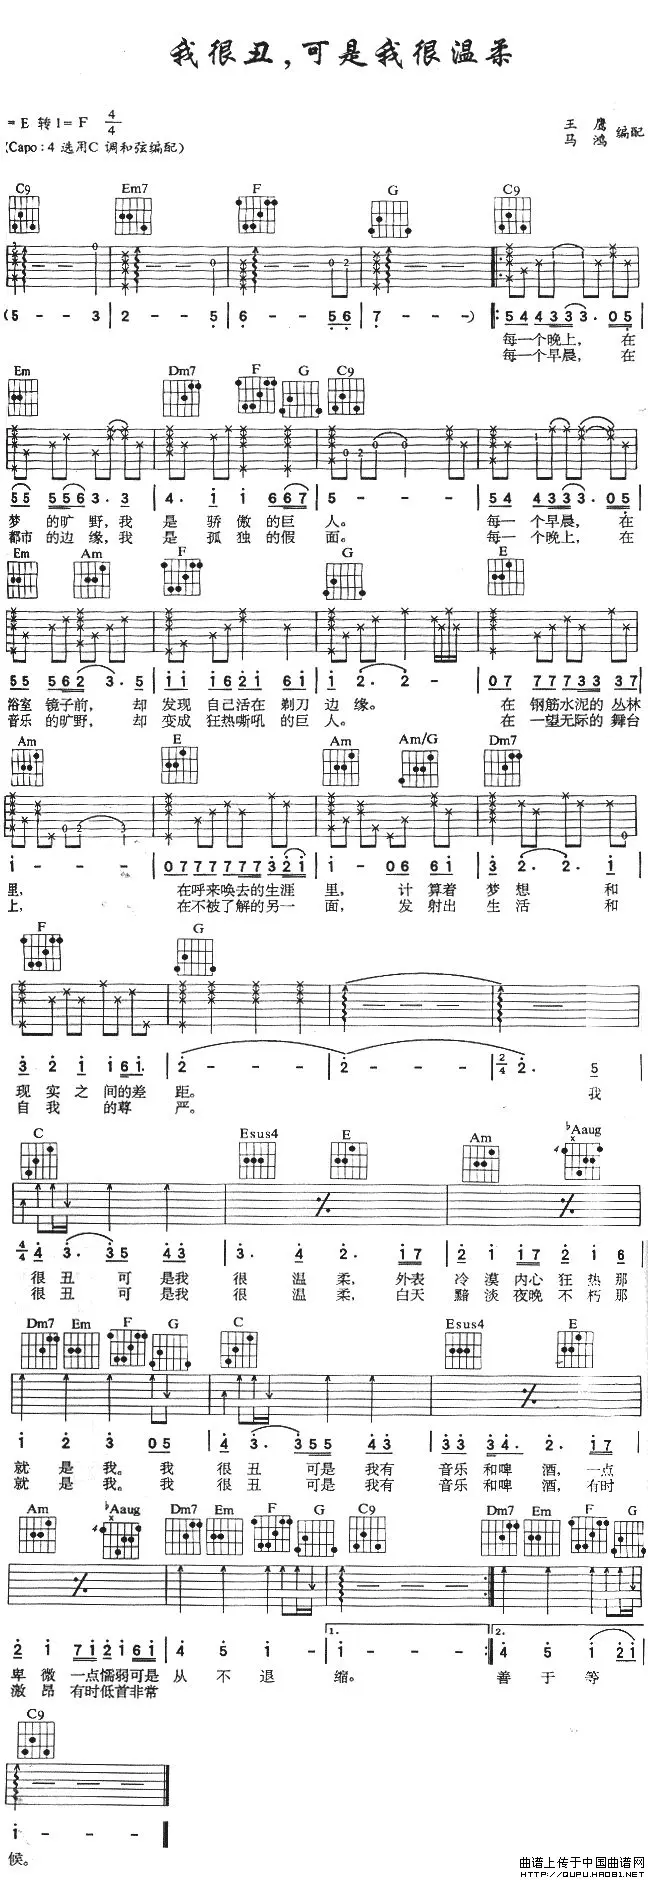 我很丑,可是我很温柔
= E 转 1 = F 4/4
(Capo : 4 选用C 调和弦编配)
王 鹰
马 鸿 编配
C9 Em7 F G C9
(5 - - 3 | 2 - - 5 | 6 - - 56 | 7 - - -) 5443 33. 05
每一个晚上, 在
每一个早晨, 在
Em Dm7 F G C9
55 5563. 3 | 4. i i 667 | 5 - - - | 5443 33. 05
梦 的旷 野,我 是 骄 傲 的巨 人。 每一 个早晨, 在
都市 的边 缘,我 是 孤 独 的假 面。 每一 个晚上, 在
Em Am F G E
55 5562 3. 5 | ii i621 61 | i 2. 2 - | 07 77733 37
浴室 镜子前, 却 发现 自己活在 剃刀 边 缘。 在 钢筋水泥的 丛林
音乐 的旷野, 却 变成 狂热嘶吼 的巨 人。 在 一望无际的 舞台
Am E Am Am/G Dm7
i - - - | 07777773 2i | i - 06 6i | 3 2. 2. i
里, 在呼来唤去的生涯 里, 计 算着 梦 想 和
上, 在不被了解的另一 面, 发 射出 生 活 和
F G
3 2 i i6i. | 2 - - - | 2 - - - | 2/4 2. 5
现 实 之 间的差 距。 我
自 我 的尊 严。
C Esus4 E Am ♭Aaug
4/4 4 3. 35 43 | 3. 4 2. i7 | 2 i i7 2 i 6
很 丑 可 是我 很 温 柔, 外表 冷 漠 内心 狂 热 那
很 丑 可 是我 很 温 柔, 白天 黯 淡 夜晚 不 朽 那
Dm7 Em F G C Esus4 E
i 2 3 05 | 4 3. 355 43 | 33 34. 2. i7
就 是 我。 我 很 丑 可是 我有 音乐 和啤 酒, 一点
就 是 我。 我 很 丑 可是 我有 音乐 和啤 酒, 有时
Am ♭Aaug Dm7 Em F G C9 Dm7 Em F G
2 i 7i2i 6i | 4 5 i - | 1. i - - - | 2. 4 5 i 2i
卑 微 一点懦弱可是 从 不 退 缩。 善 于 等
激 昂 有时低首非常
C9
i - - -
候。
曲谱上传于中国曲谱网
http://QUPU.HAO81.NET